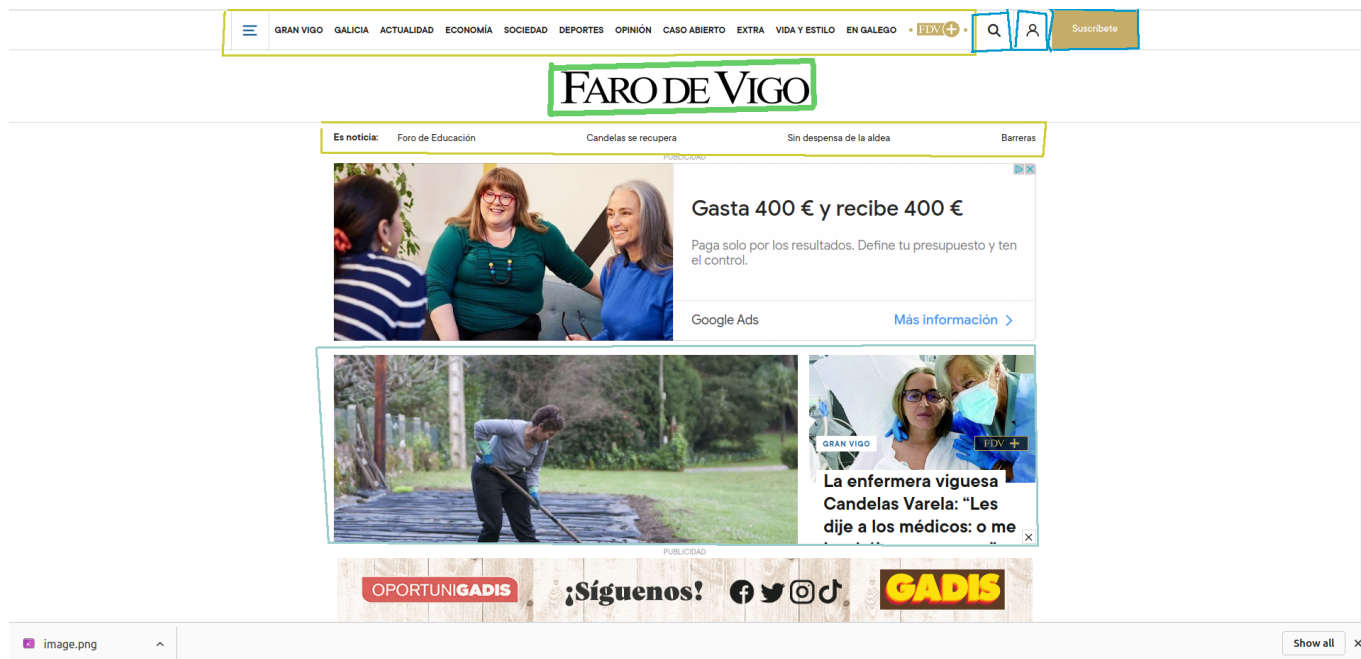 GRAN VIGO GALICIA ACTUALIDAD ECONOMÍA SOCIEDAD DEPORTES OPINIÓN CASO ABIERTO EXTRA VIDA Y ESTILO EN GALEGO • FDV+ • Suscríbete
FARO DE VIGO
Es noticia: Foro de Educación Candelas se recupera Sin despensa de la aldea Barreras
PUBLICIDAD
Gasta 400 € y recibe 400 €
Paga solo por los resultados. Define tu presupuesto y ten
el control.
Google Ads Más información
GRAN VIGO FDV +
La enfermera viguesa
Candelas Varela: “Les
dije a los médicos: o me
PUBLICIDAD
OPORTUNIGADIS ¡Síguenos! GADIS
image.png Show all